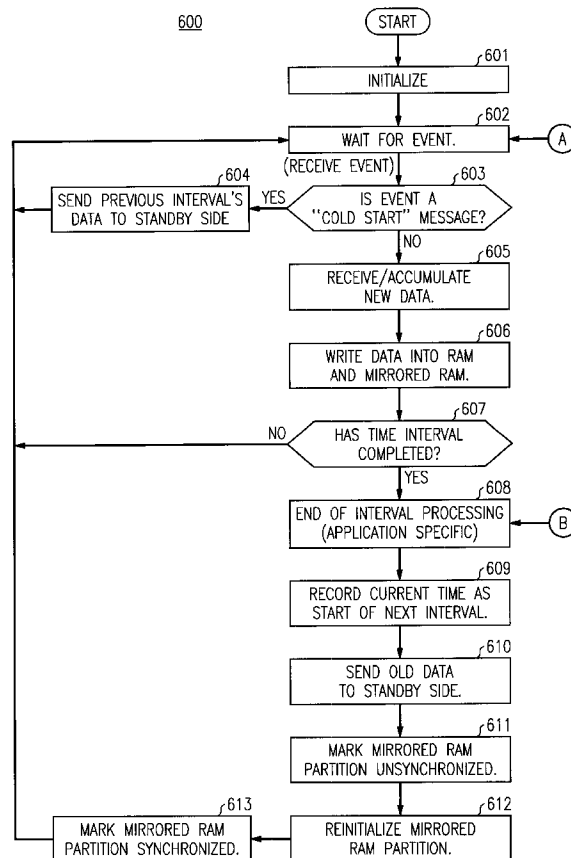 600
START
601
INITIALIZE
602
WAIT FOR EVENT.
A
(RECEIVE EVENT)
603
IS EVENT A
"COLD START" MESSAGE?
YES
604
SEND PREVIOUS INTERVAL'S
DATA TO STANDBY SIDE
NO
605
RECEIVE/ACCUMULATE
NEW DATA.
606
WRITE DATA INTO RAM
AND MIRRORED RAM.
607
HAS TIME INTERVAL
COMPLETED?
NO
YES
608
END OF INTERVAL PROCESSING
(APPLICATION SPECIFIC)
B
609
RECORD CURRENT TIME AS
START OF NEXT INTERVAL.
610
SEND OLD DATA
TO STANDBY SIDE.
611
MARK MIRRORED RAM
PARTITION UNSYNCHRONIZED.
612
REINITIALIZE MIRRORED
RAM PARTITION.
613
MARK MIRRORED RAM
PARTITION SYNCHRONIZED.